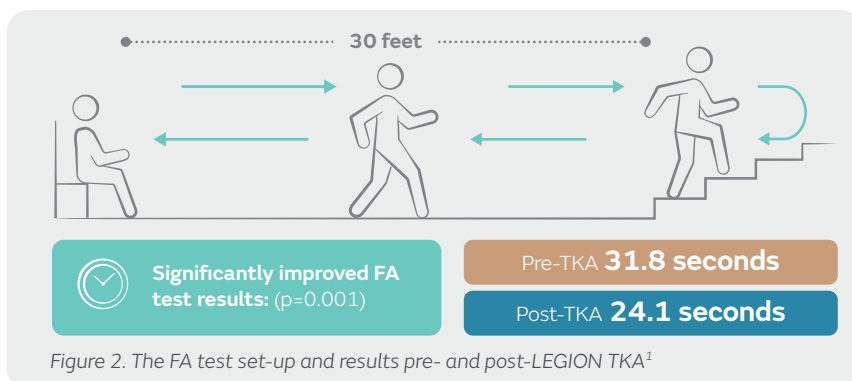 30 feet
Significantly improved FA
test results: (p=0.001)
Pre-TKA 31.8 seconds
Post-TKA 24.1 seconds
Figure 2. The FA test set-up and results pre- and post-LEGION TKA¹